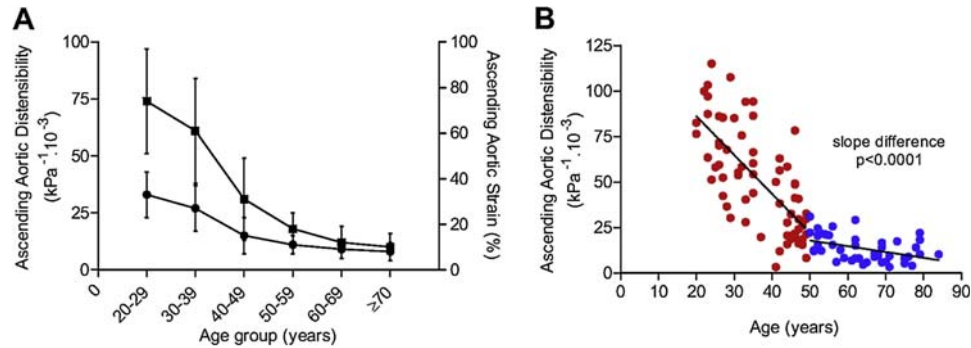 A
Ascending Aortic Distensibility
(kPa⁻¹.10⁻³)
100
75
50
25
0
100
80
60
40
20
0
Ascending Aortic Strain (%)
0
20-29
30-39
40-49
50-59
60-69
≥70
Age group (years)
B
Ascending Aortic Distensibility
(kPa⁻¹.10⁻³)
125
100
75
50
25
0
slope difference
p<0.0001
0 10 20 30 40 50 60 70 80 90
Age (years)